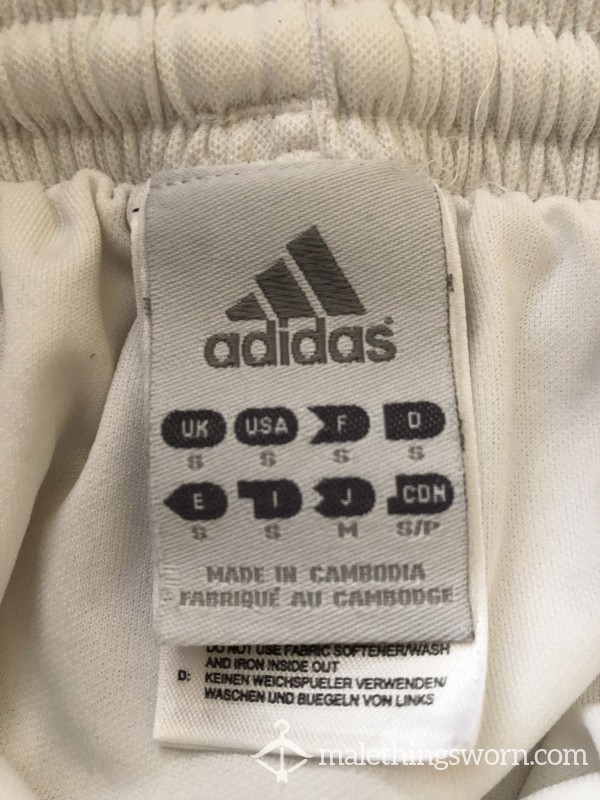 adidas®
UK USA F D
S S S S
E I J CDN
S S M S/P
MADE IN CAMBODIA
FABRIQUÉ AU CAMBODGE
DO NOT USE FABRIC SOFTENER/WASH
AND IRON INSIDE OUT
D: KEINEN WEICHSPUELER VERWENDEN/
WASCHEN UND BUEGELN VON LINKS
malethingsworn.com